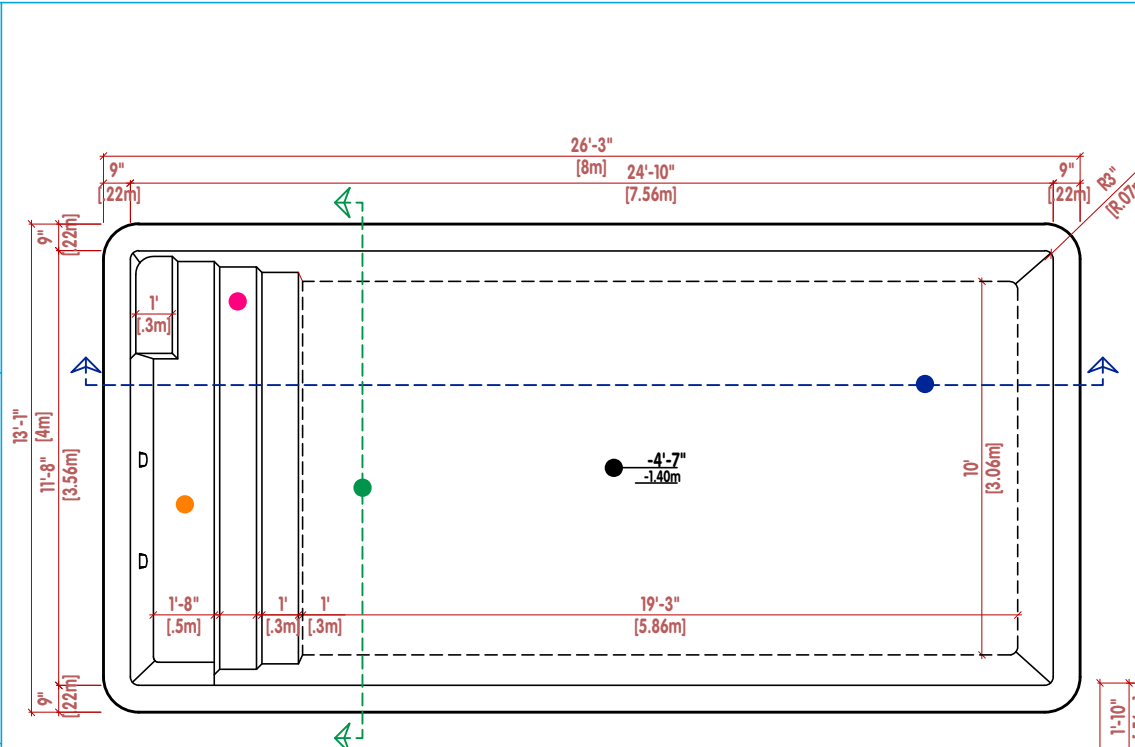 26'-3"
[8m]
9"
[.22m]
24'-10"
[7.56m]
9"
[.22m]
R3"
9"
[.22m]
1'
[.3m]
13'-1"
[4m]
11'-8"
[3.56m]
-4'-7"
-1.40m
10'
[3.06m]
1'-8"
[.5m]
1'
[.3m]
1'
[.3m]
19'-3"
[5.86m]
9"
[.22m]
1'-10"